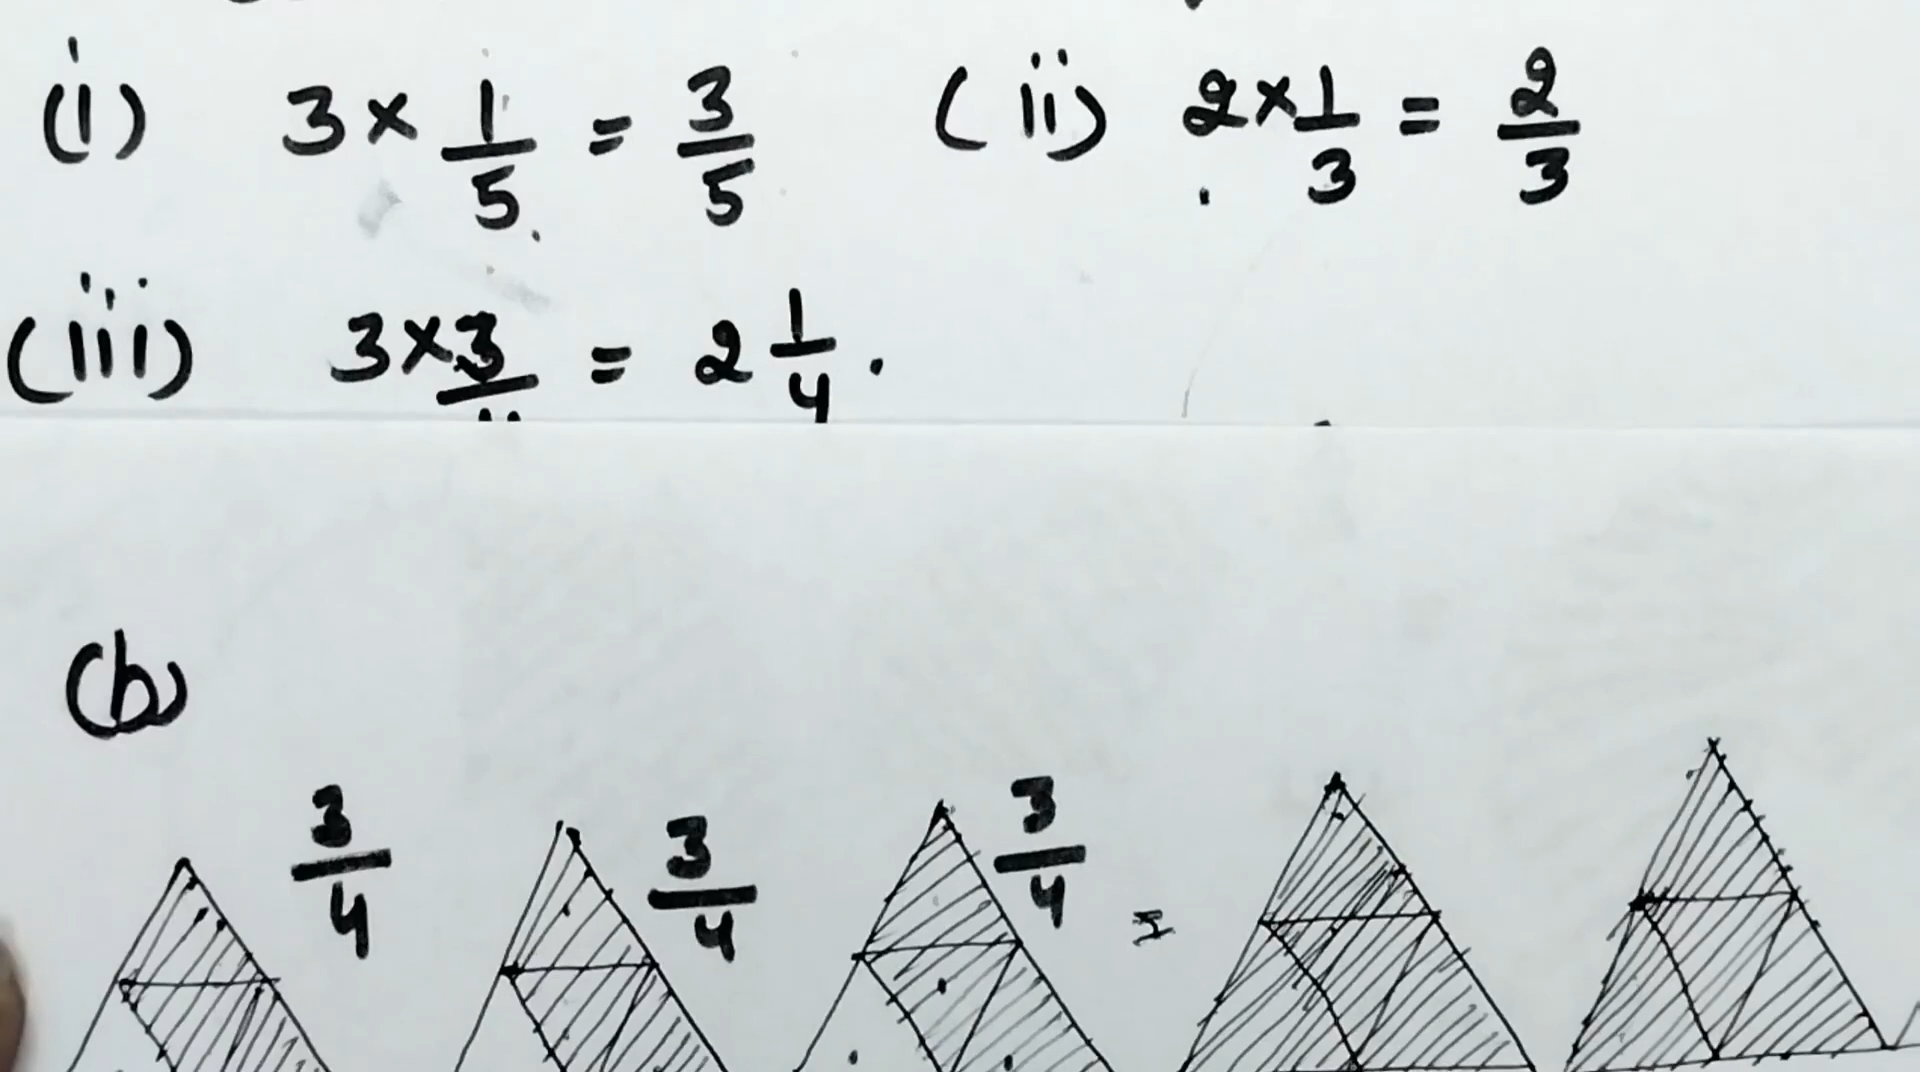 (i) 3 × 1/5 = 3/5 (ii) 2 × 1/3 = 2/3
(iii) 3 × 3/4 = 2 1/4.
(b)
3/4 3/4 3/4 =